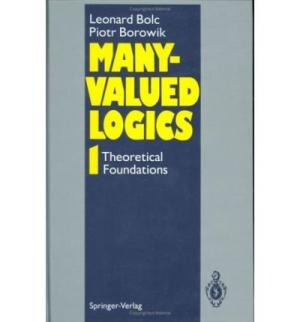 Leonard Bolc
Piotr Borowik
MANY-
VALUED
LOGICS
1 Theoretical
Foundations
Springer-Verlag